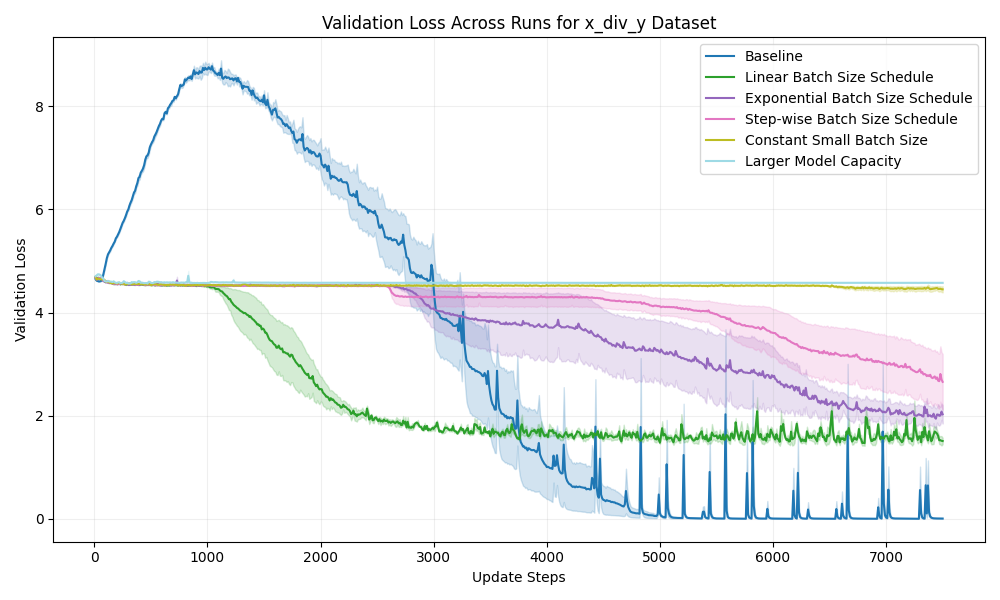 Validation Loss Across Runs for x_div_y Dataset
Baseline
Linear Batch Size Schedule
Exponential Batch Size Schedule
Step-wise Batch Size Schedule
Constant Small Batch Size
Larger Model Capacity
Validation Loss
8
6
4
2
0
0 1000 2000 3000 4000 5000 6000 7000
Update Steps